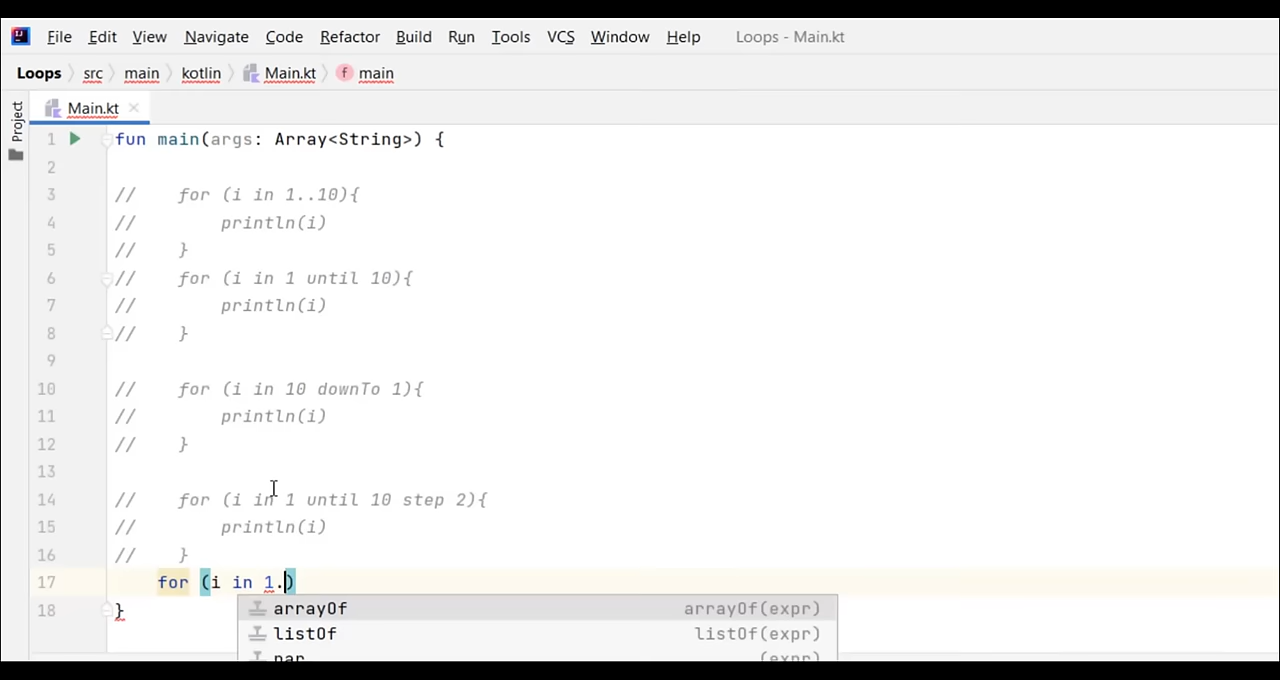 File Edit View Navigate Code Refactor Build Run Tools VCS Window Help Loops - Main.kt
Loops src main kotlin Main.kt f main
Project
Main.kt
1 fun main(args: Array<String>) {
2
3 //    for (i in 1..10){
4 //        println(i)
5 //    }
6 //    for (i in 1 until 10){
7 //        println(i)
8 //    }
9
10 //    for (i in 10 downTo 1){
11 //        println(i)
12 //    }
13
14 //    for (i in 1 until 10 step 2){
15 //        println(i)
16 //    }
17     for (i in 1.)
18 }
arrayOf arrayOf(expr)
listOf listOf(expr)
par (expr)